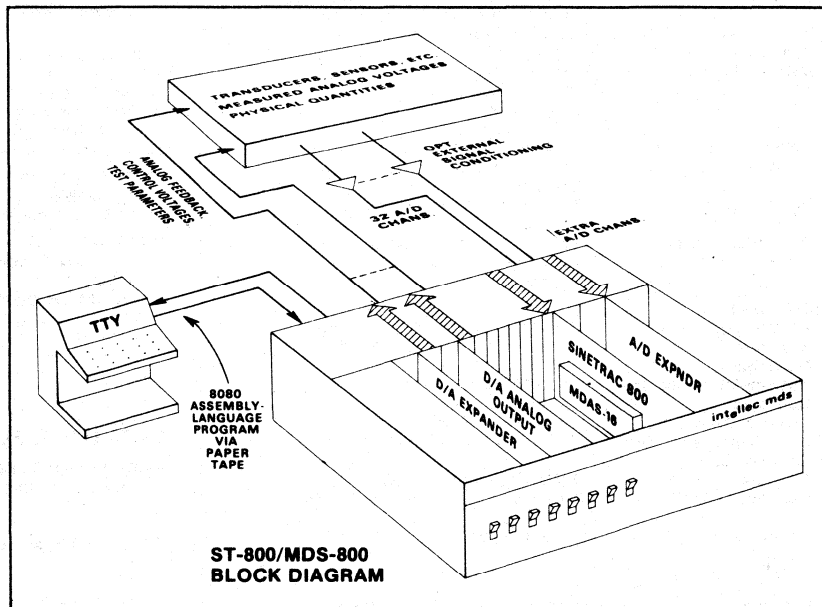 TRANSDUCERS, SENSORS, ETC
MEASURED ANALOG VOLTAGES
PHYSICAL QUANTITIES
OPT
EXTERNAL
SIGNAL
CONDITIONING
ANALOG FEEDBACK,
CONTROL VOLTAGES,
TEST PARAMETERS
32 A/D
CHANS.
EXTRA
A/D CHANS.
TTY
8080
ASSEMBLY-
LANGUAGE
PROGRAM
VIA
PAPER
TAPE
D/A EXPANDER
D/A ANALOG
OUTPUT
SINETRAC 800
MDAS-16
A/D EXPNDR
intellec mds
ST-800/MDS-800
BLOCK DIAGRAM